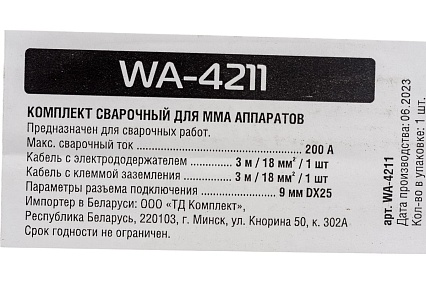 WA-4211
КОМПЛЕКТ СВАРОЧНЫЙ ДЛЯ ММА АППАРАТОВ
Предназначен для сварочных работ.
Макс. сварочный ток 200 А
Кабель с электрододержателем 3 м / 18 мм² / 1 шт
Кабель с клеммой заземления 3 м / 18 мм² / 1 шт
Параметры разъема подключения 9 мм DX25
Импортер в Беларуси: ООО «ТД Комплект»,
Республика Беларусь, 220103, г. Минск, ул. Кнорина 50, к. 302А
Срок годности не ограничен.
арт. WA-4211
Дата производства: 06.2023
Кол-во в упаковке: 1 шт.